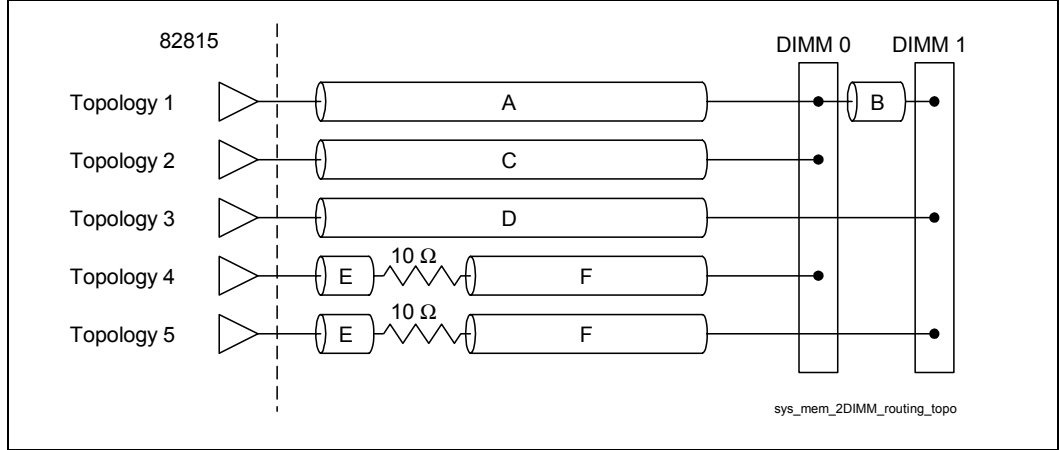 82815
DIMM 0 DIMM 1
Topology 1 A B
Topology 2 C
Topology 3 D
10 Ω
Topology 4 E F
10 Ω
Topology 5 E F
sys_mem_2DIMM_routing_topo